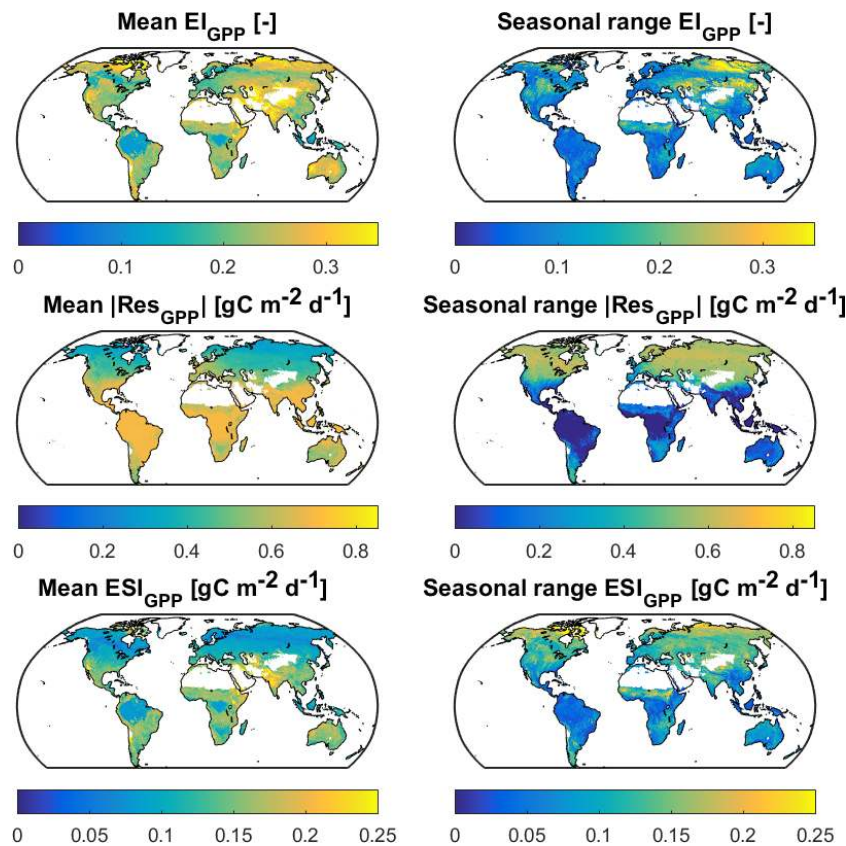 Mean EI_GPP [-]
Seasonal range EI_GPP [-]
0 0.1 0.2 0.3
0 0.1 0.2 0.3
Mean |Res_GPP| [gC m^-2 d^-1]
Seasonal range |Res_GPP| [gC m^-2 d^-1]
0 0.2 0.4 0.6 0.8
0 0.2 0.4 0.6 0.8
Mean ESI_GPP [gC m^-2 d^-1]
Seasonal range ESI_GPP [gC m^-2 d^-1]
0 0.05 0.1 0.15 0.2 0.25
0 0.05 0.1 0.15 0.2 0.25